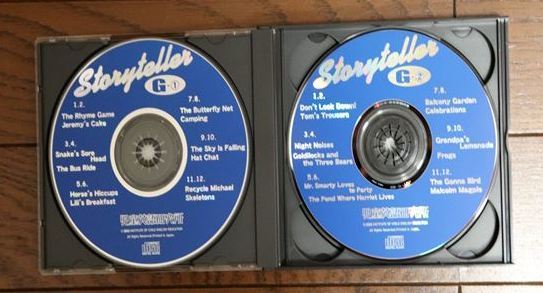 Storyteller
G-1
1.2.
The Rhyme Game
Jeremy's Cake
3.4.
Snake's Sore Head
The Bus Ride
5.6.
Horse's Hiccups
Lili's Breakfast
7.8.
The Butterfly Net
Camping
9.10.
The Sky is Falling
Hat Chat
11.12.
Recycle Michael
Skeletons
Storyteller
G-2
1.2.
Don't Look Down!
Tom's Trousers
3.4.
Night Noises
Goldilocks and
the Three Bears
5.6.
Mr. Smarty Loves
to Party
The Pond Where Harriet Lives
7.8.
Balcony Garden
Celebrations
9.10.
Grandpa's
Lemonade
Frogs
11.12.
The Gonna Bird
Malcolm Magpie